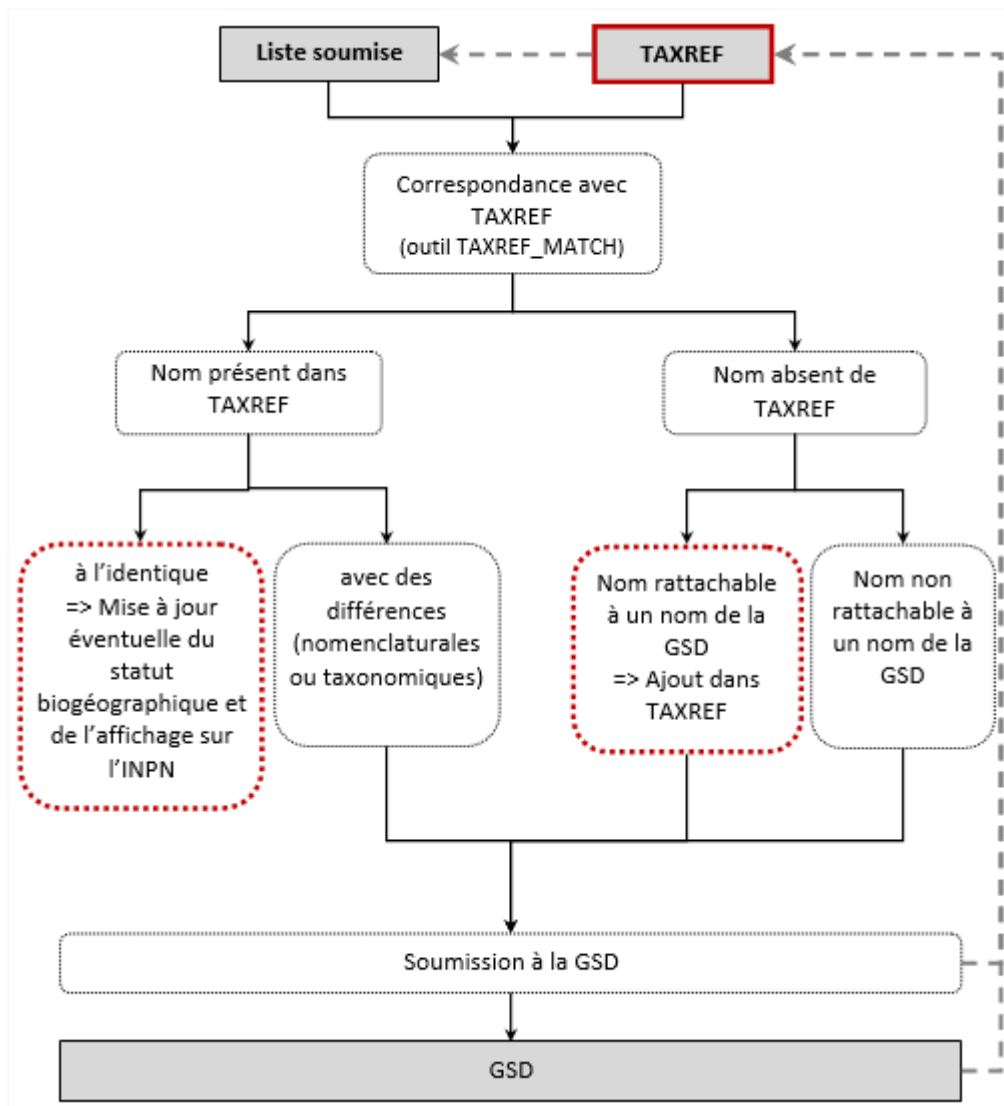 Liste soumise
TAXREF
Correspondance avec
TAXREF
(outil TAXREF_MATCH)
Nom présent dans
TAXREF
Nom absent de
TAXREF
à l’identique
=> Mise à jour
éventuelle du
statut
biogéographique et
de l’affichage sur
l’INPN
avec des
différences
(nomenclaturales
ou taxonomiques)
Nom rattachable
à un nom de la
GSD
=> Ajout dans
TAXREF
Nom non
rattachable à
un nom de la
GSD
Soumission à la GSD
GSD